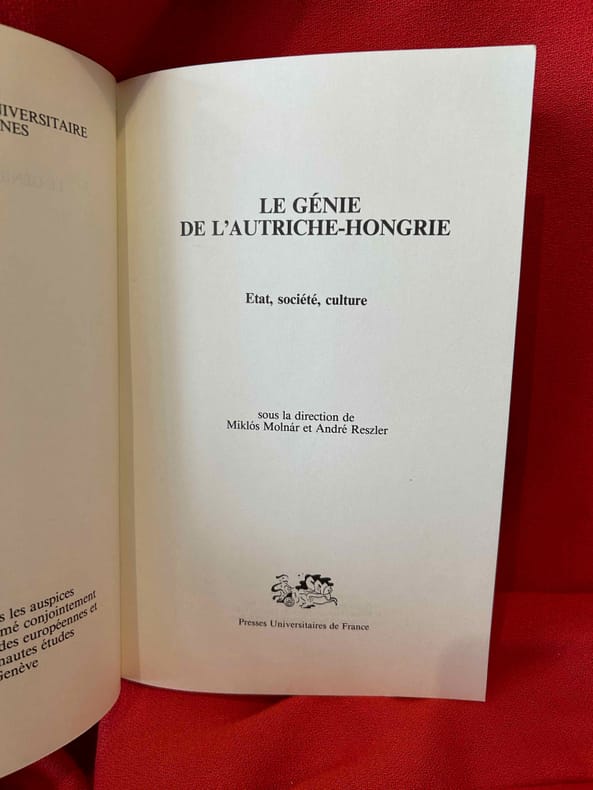 NIVERSITAIRE
NES
s les auspices
mé conjointement
des européennes et
hautes études
Genève
LE GÉNIE
DE L'AUTRICHE-HONGRIE
Etat, société, culture
sous la direction de
Miklós Molnár et André Reszler
Presses Universitaires de France